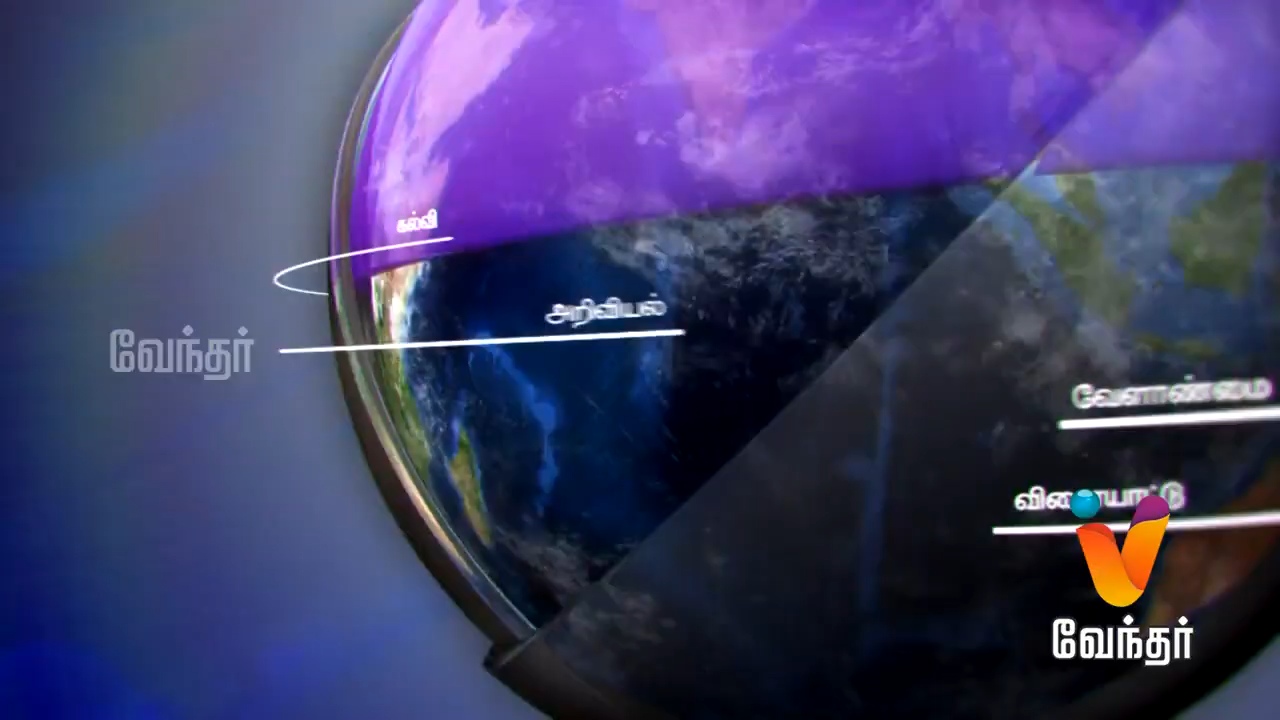 கல்வி
அறிவியல்
வேந்தர்
வேளாண்மை
விளையாட்டு
வேந்தர்